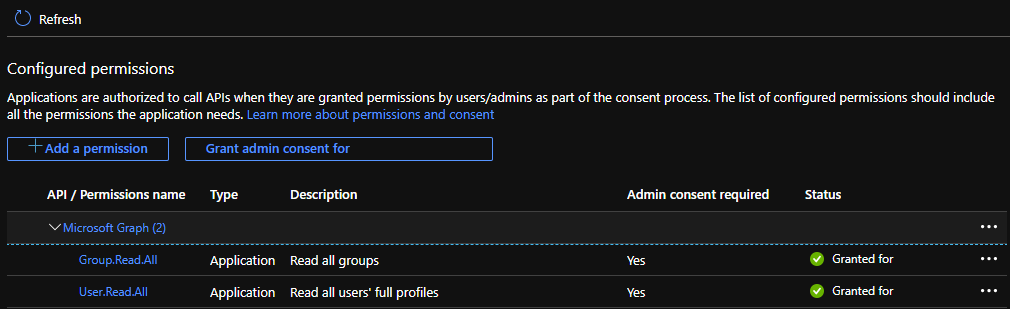 Refresh
Configured permissions
Applications are authorized to call APIs when they are granted permissions by users/admins as part of the consent process. The list of configured permissions should include
all the permissions the application needs. Learn more about permissions and consent
+ Add a permission Grant admin consent for
API / Permissions name Type Description Admin consent required Status
Microsoft Graph (2) ...
Group.Read.All Application Read all groups Yes Granted for ...
User.Read.All Application Read all users' full profiles Yes Granted for ...